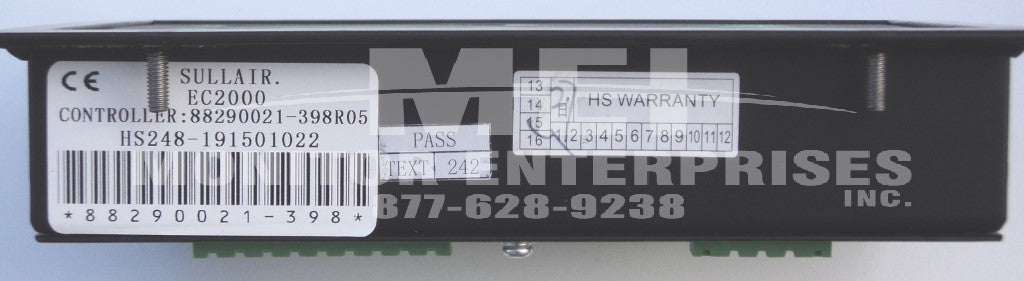 CE
SULLAIR.
EC2000
CONTROLLER:88290021-398R05
HS248-191501022
*88290021-398*
PASS
TEXT 242
13
14
15
16
HS WARRANTY
1 2 3 4 5 6 7 8 9 10 11 12
MEI
MONITOR ENTERPRISES
INC.
877-628-9238